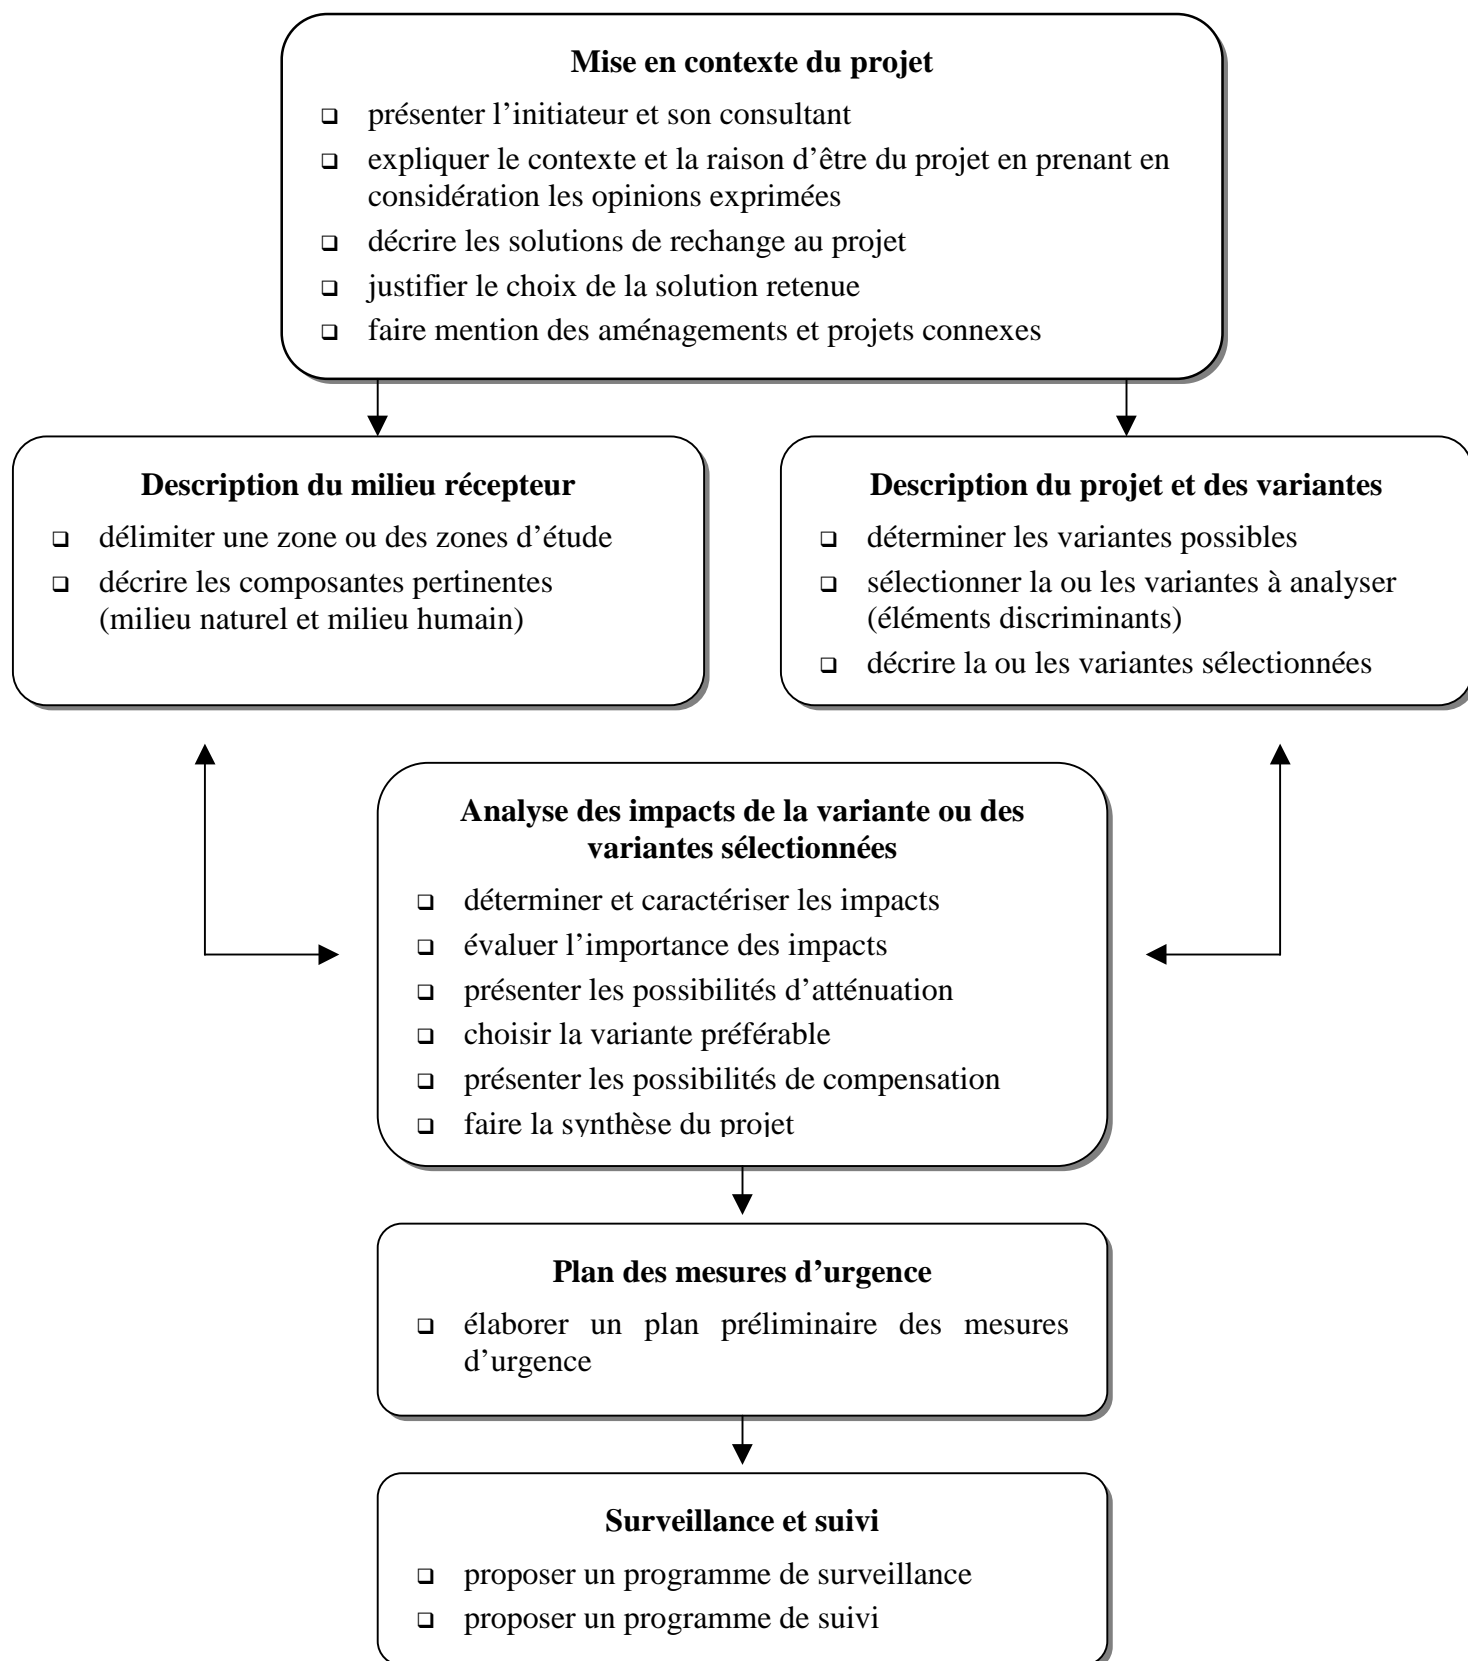 Mise en contexte du projet
❑ présenter l’initiateur et son consultant
❑ expliquer le contexte et la raison d’être du projet en prenant en
considération les opinions exprimées
❑ décrire les solutions de rechange au projet
❑ justifier le choix de la solution retenue
❑ faire mention des aménagements et projets connexes
Description du milieu récepteur
❑ délimiter une zone ou des zones d’étude
❑ décrire les composantes pertinentes
(milieu naturel et milieu humain)
Description du projet et des variantes
❑ déterminer les variantes possibles
❑ sélectionner la ou les variantes à analyser
(éléments discriminants)
❑ décrire la ou les variantes sélectionnées
Analyse des impacts de la variante ou des
variantes sélectionnées
❑ déterminer et caractériser les impacts
❑ évaluer l’importance des impacts
❑ présenter les possibilités d’atténuation
❑ choisir la variante préférable
❑ présenter les possibilités de compensation
❑ faire la synthèse du projet
Plan des mesures d’urgence
❑ élaborer un plan préliminaire des mesures
d’urgence
Surveillance et suivi
❑ proposer un programme de surveillance
❑ proposer un programme de suivi